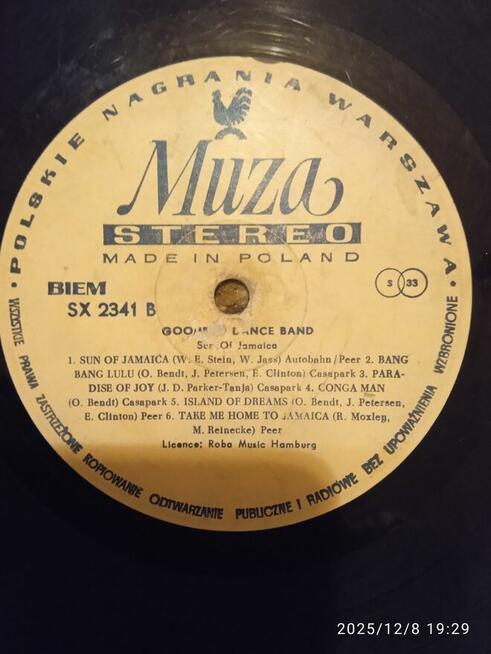 • POLSKIE NAGRANIA WARSZAWA •
Muza
STEREO
MADE IN POLAND
BIEM
SX 2341 B
S 33
DANCE BAND
Sun Of Jamaica
1. SUN OF JAMAICA (W. E. Stein, W. Jass) Autobahn/Peer 2. BANG
BANG LULU (O. Bendt, J. Petersen, E. Clinton) Casapark 3. PARA-
DISE OF JOY (J. D. Parker-Tanja) Casapark 4. CONGA MAN
(O. Bendt) Casapark 5. ISLAND OF DREAMS (O. Bendt, J. Petersen,
E. Clinton) Peer 6. TAKE ME HOME TO JAMAICA (R. Moxley,
M. Reinecke) Peer
Licence: Roba Music Hamburg
WSZYSTKIE PRAWA ZASTRZEŻONE KOPIOWANIE ODTWARZANIE PUBLICZNE I RADIOWE BEZ UPOWAŻNIENIA WZBRONIONE
2025/12/8 19:29